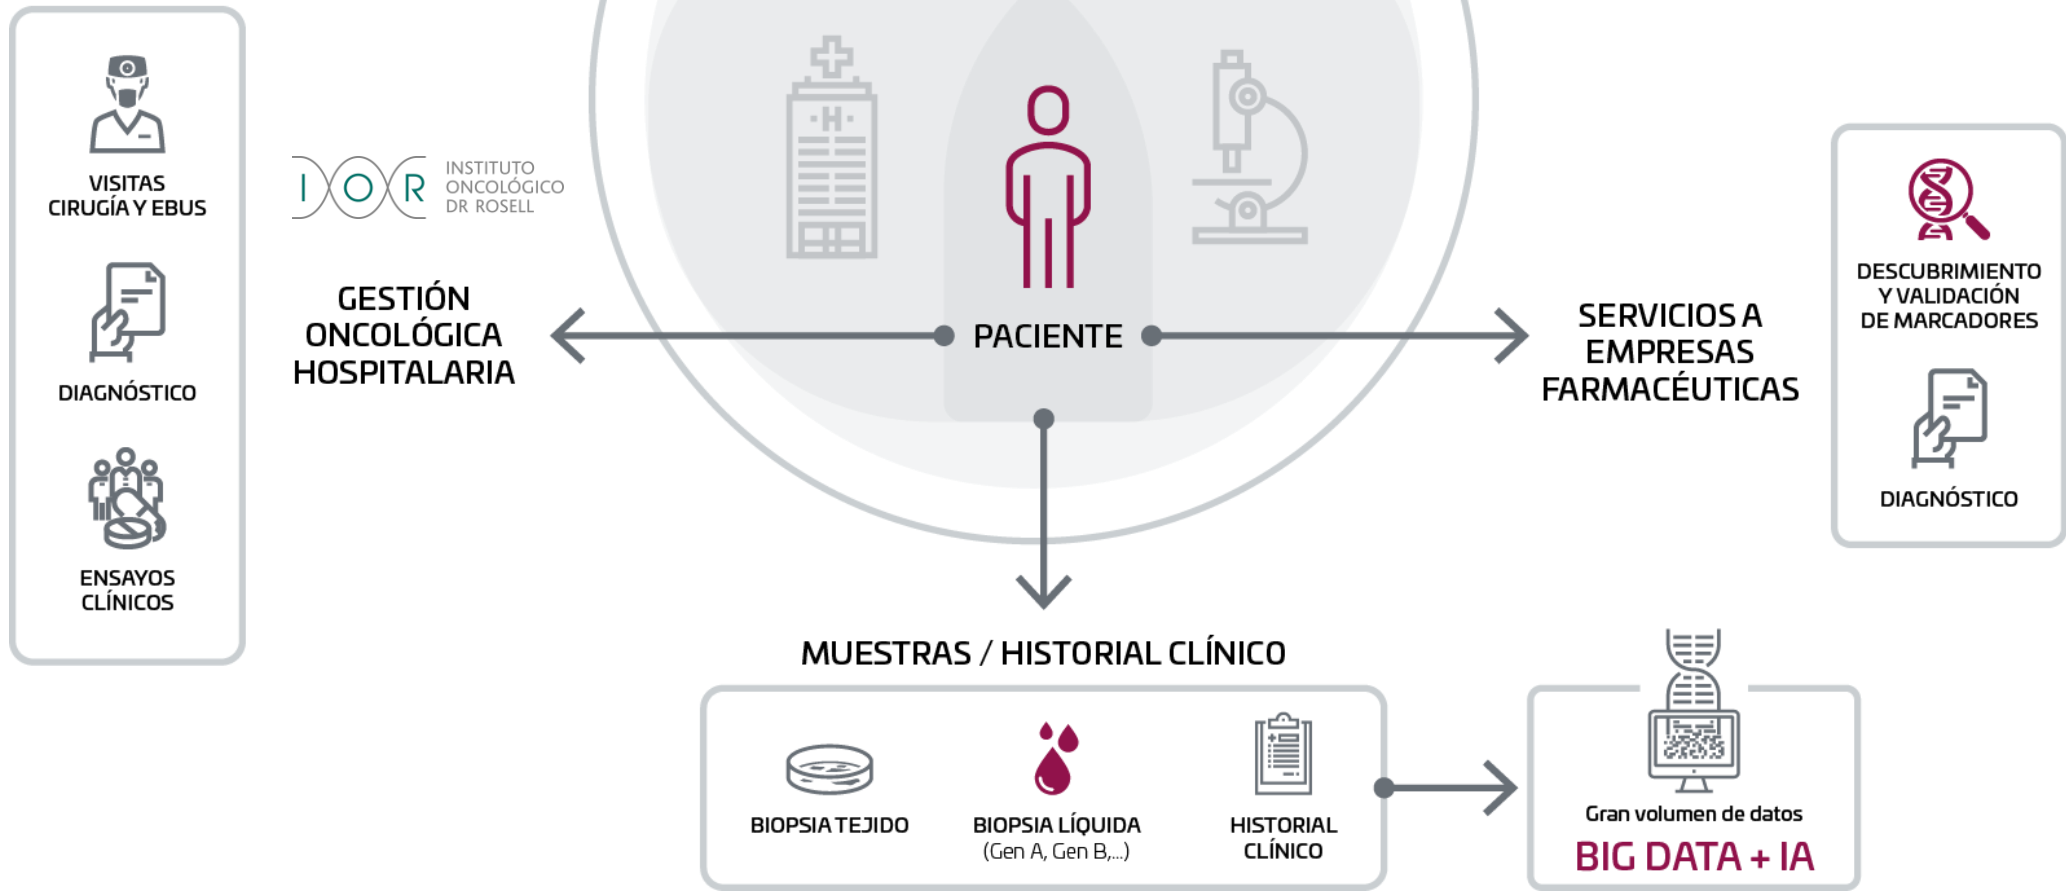 VISITAS
CIRUGÍA Y EBUS
DIAGNÓSTICO
ENSAYOS
CLÍNICOS
IOR
INSTITUTO
ONCOLÓGICO
DR ROSELL
GESTIÓN
ONCOLÓGICA
HOSPITALARIA
H
PACIENTE
SERVICIOS A
EMPRESAS
FARMACÉUTICAS
DESCUBRIMIENTO
Y VALIDACIÓN
DE MARCADORES
DIAGNÓSTICO
MUESTRAS / HISTORIAL CLÍNICO
BIOPSIA TEJIDO
BIOPSIA LÍQUIDA
(Gen A, Gen B,...)
HISTORIAL
CLÍNICO
Gran volumen de datos
BIG DATA + IA